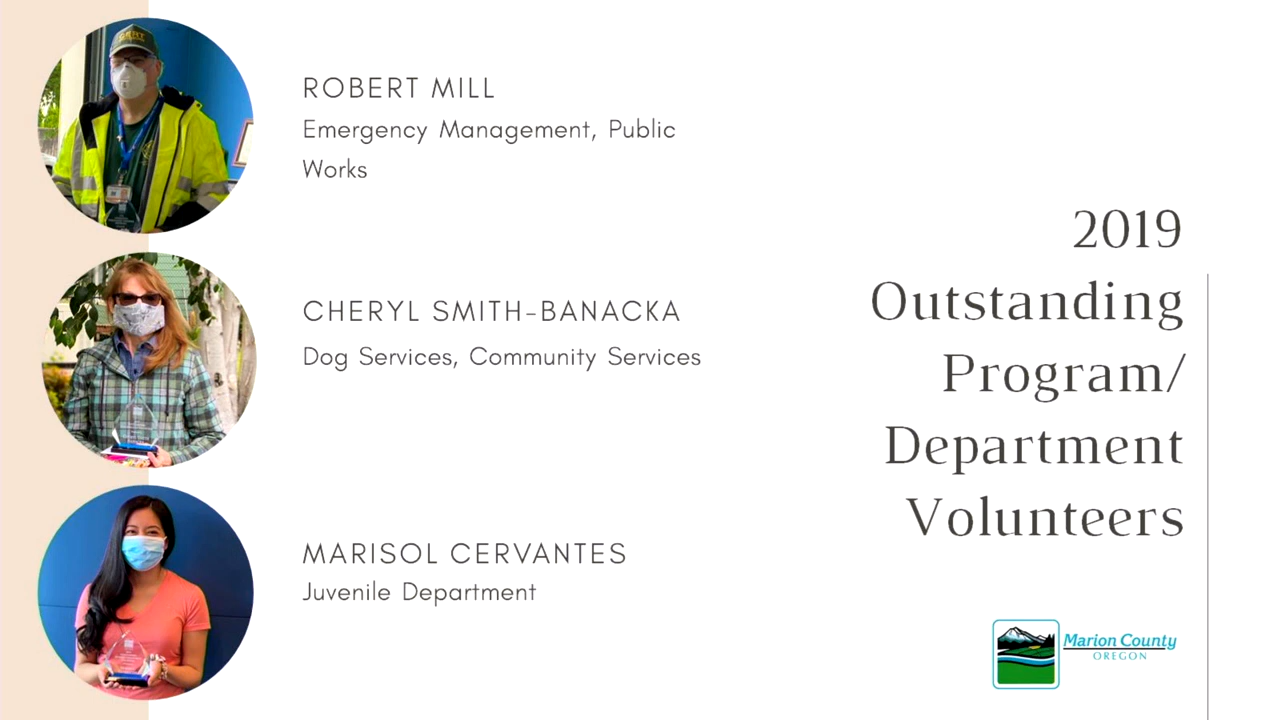 ROBERT MILL
Emergency Management, Public
Works
CHERYL SMITH-BANACKA
Dog Services, Community Services
MARISOL CERVANTES
Juvenile Department
2019
Outstanding
Program/
Department
Volunteers
Marion County
OREGON